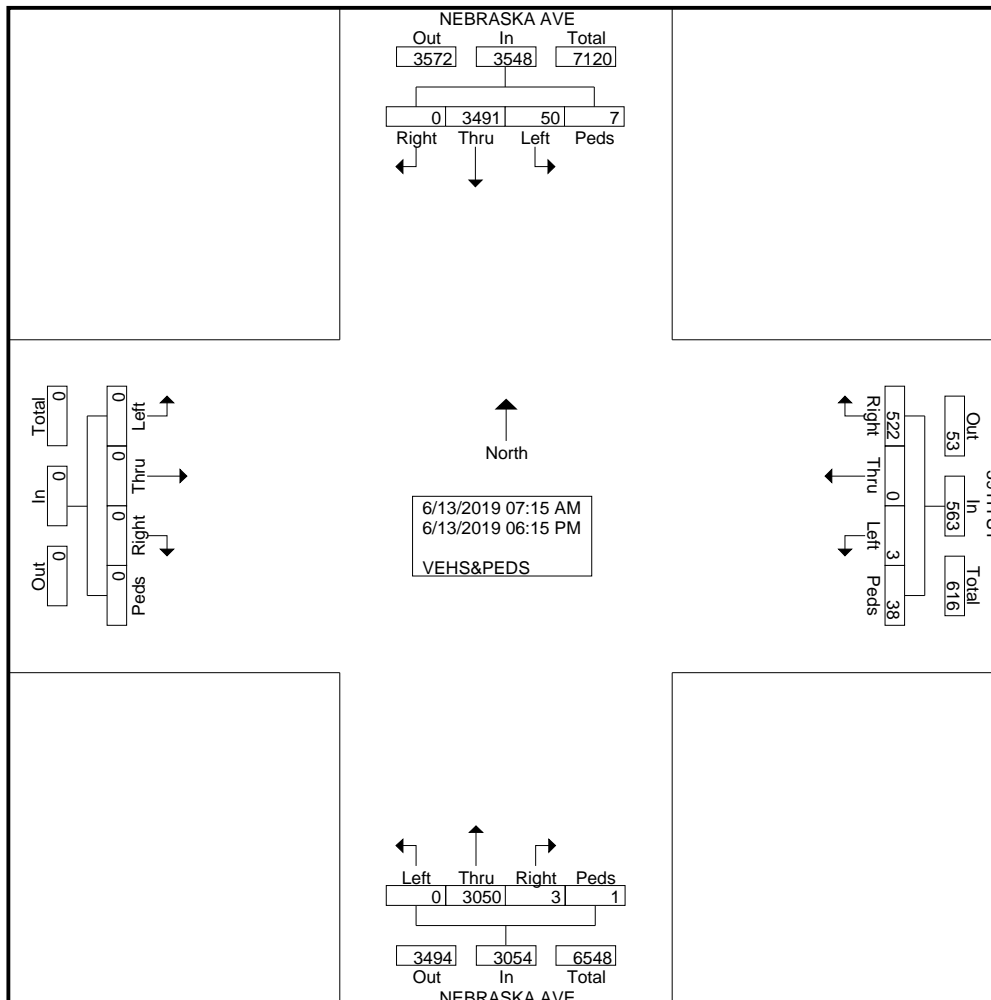 NEBRASKA AVE
Out In Total
3572 3548 7120
0 3491 50 7
Right Thru Left Peds
Total In Out
0 0 0
0 0 0 0
Left Thru Right Peds
North
6/13/2019 07:15 AM
6/13/2019 06:15 PM
VEHS&PEDS
Right Thru Left Peds
522 0 3 38
Out In Total
53 563 616
Left Thru Right Peds
0 3050 3 1
3494 3054 6548
Out In Total
NEBRASKA AVE